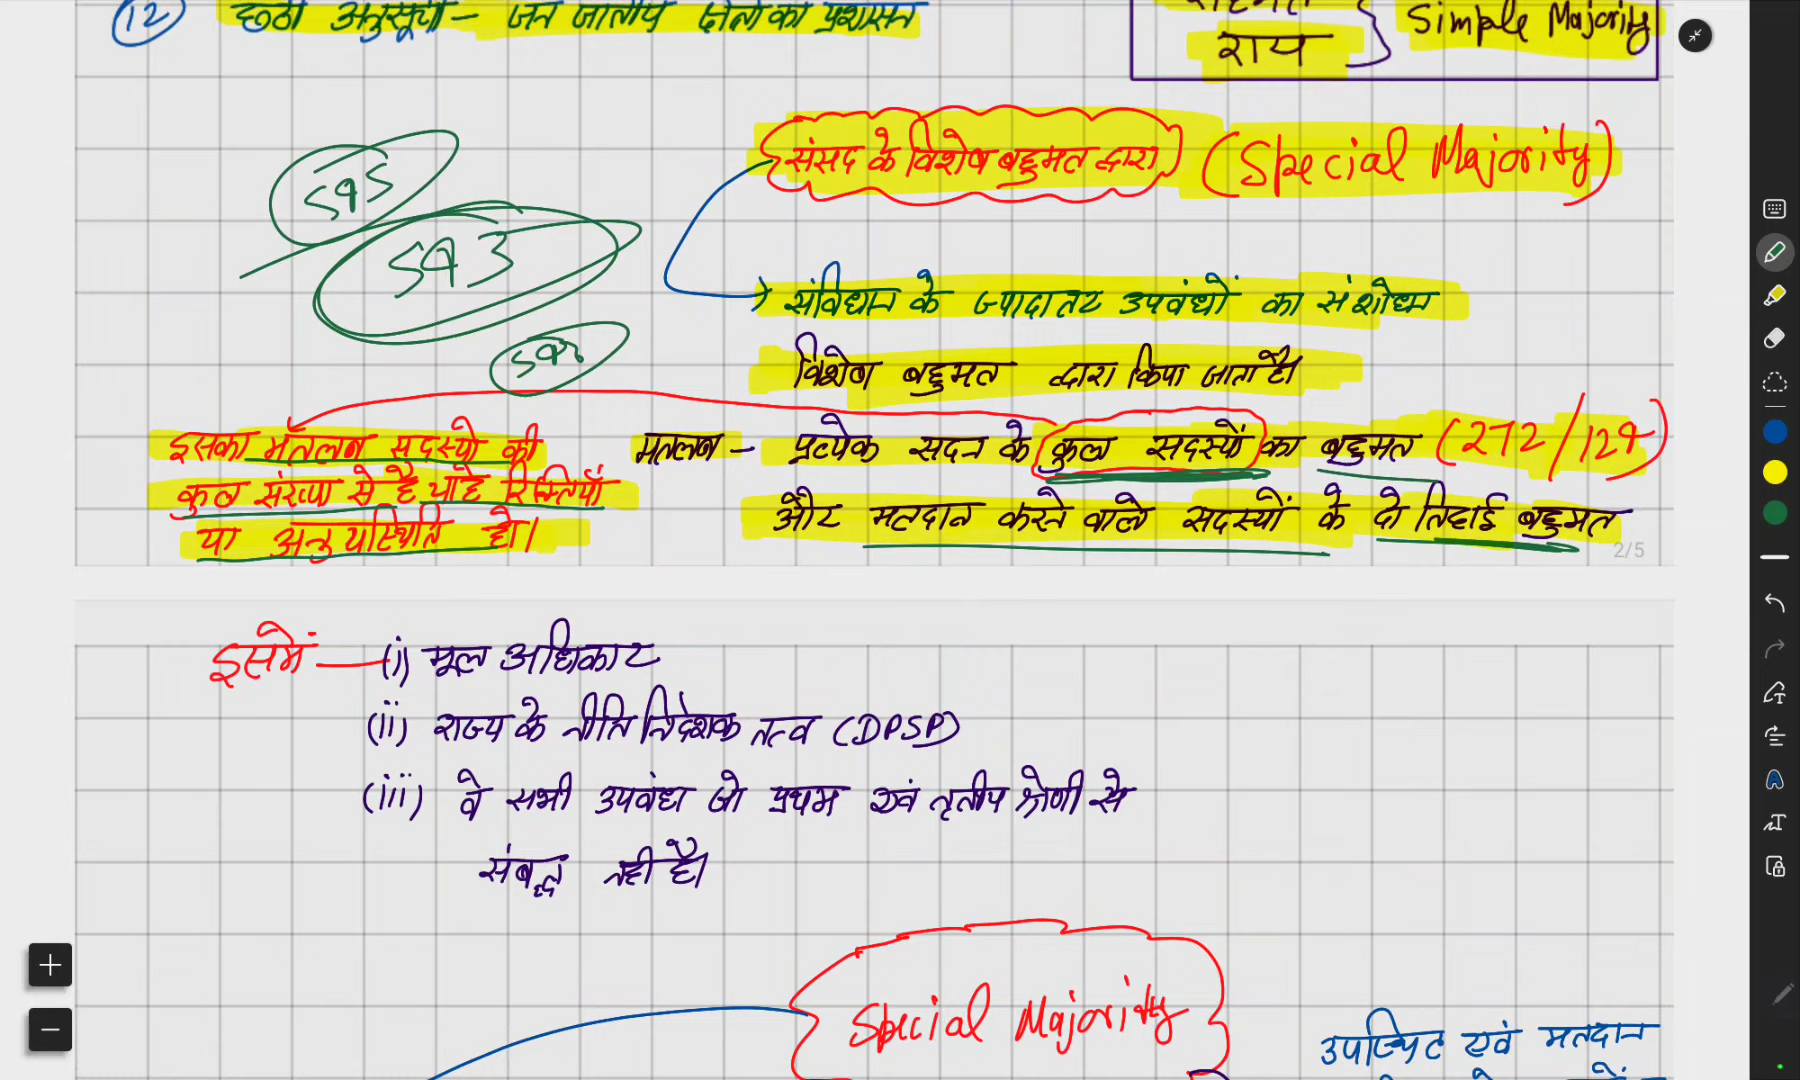 12 छठी अनुसूची - जन जातीय क्षेत्रों का प्रशासन
राय
Simple Majority
संसद के विशेष बहुमत द्वारा (Special Majority)
545
543
संविधान के ज्यादातर उपबंधों का संशोधन
विशेष बहुमत द्वारा किया जाता है।
मतलब - प्रत्येक सदन के कुल सदस्यों का बहुमत (272/129)
और मतदान करने वाले सदस्यों के दो तिहाई बहुमत
इसका मतलब सदस्यों की
कुल संख्या से है चाहे रिक्तियाँ
या अनुपस्थिति हो।
2/5
इसमें - (i) मूल अधिकार
(ii) राज्य के नीति निदेशक तत्व (DPSP)
(iii) वे सभी उपबंध जो प्रथम एवं तृतीय श्रेणी से
संबद्ध नहीं है।
Special Majority
उपस्थित एवं मतदान